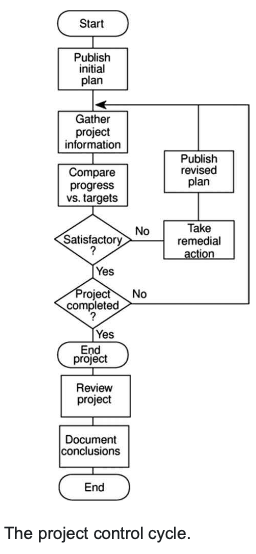 Start
Publish
initial
plan
Gather
project
information
Compare
progress
vs. targets
Publish
revised
plan
Satisfactory
?
No
Take
remedial
action
Yes
Project
completed
?
No
Yes
End
project
Review
project
Document
conclusions
End
The project control cycle.